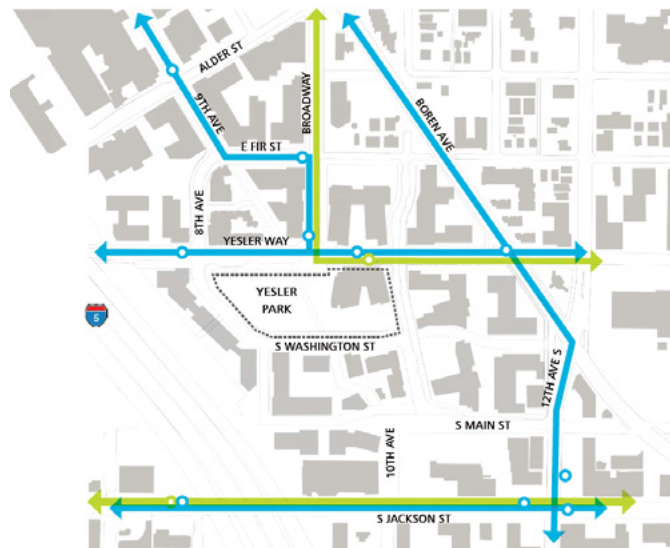 ALDER ST
9TH AVE
BROADWAY
BOREN AVE
E FIR ST
8TH AVE
YESLER WAY
YESLER
PARK
5
S WASHINGTON ST
12TH AVE S
S MAIN ST
10TH AVE
S JACKSON ST